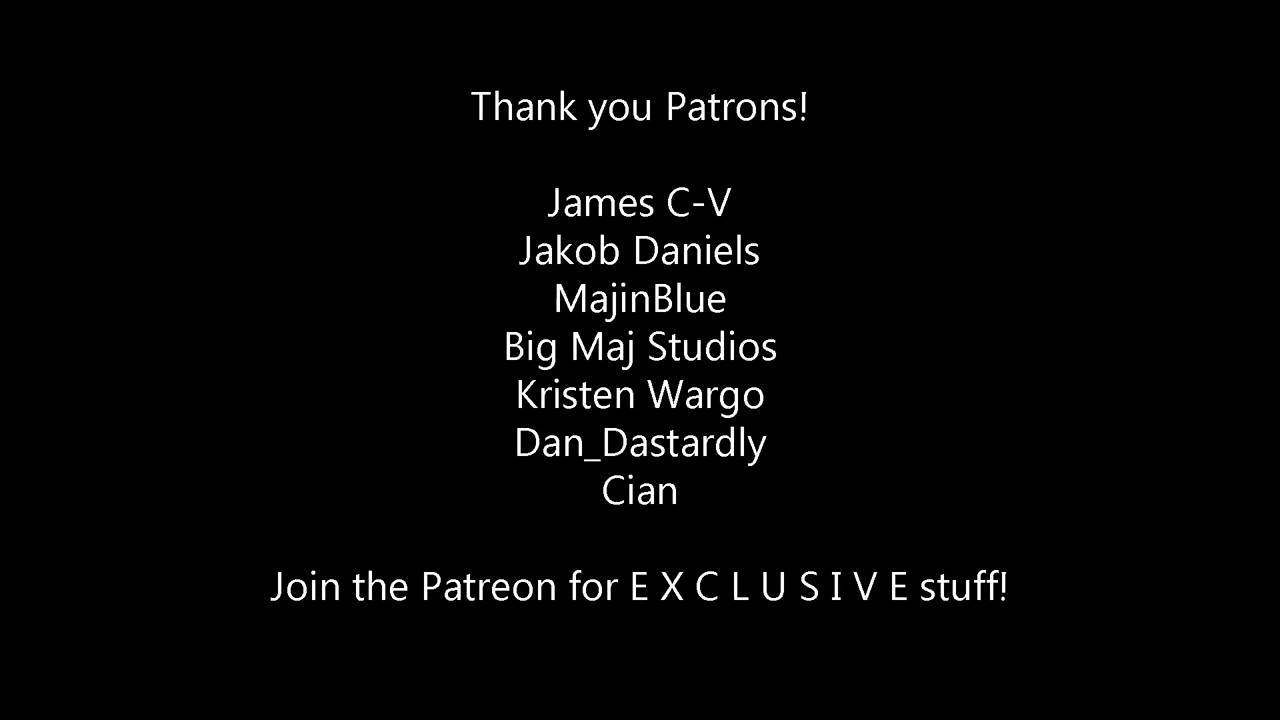 Thank you Patrons!
James C-V
Jakob Daniels
MajinBlue
Big Maj Studios
Kristen Wargo
Dan_Dastardly
Cian
Join the Patreon for E X C L U S I V E stuff!